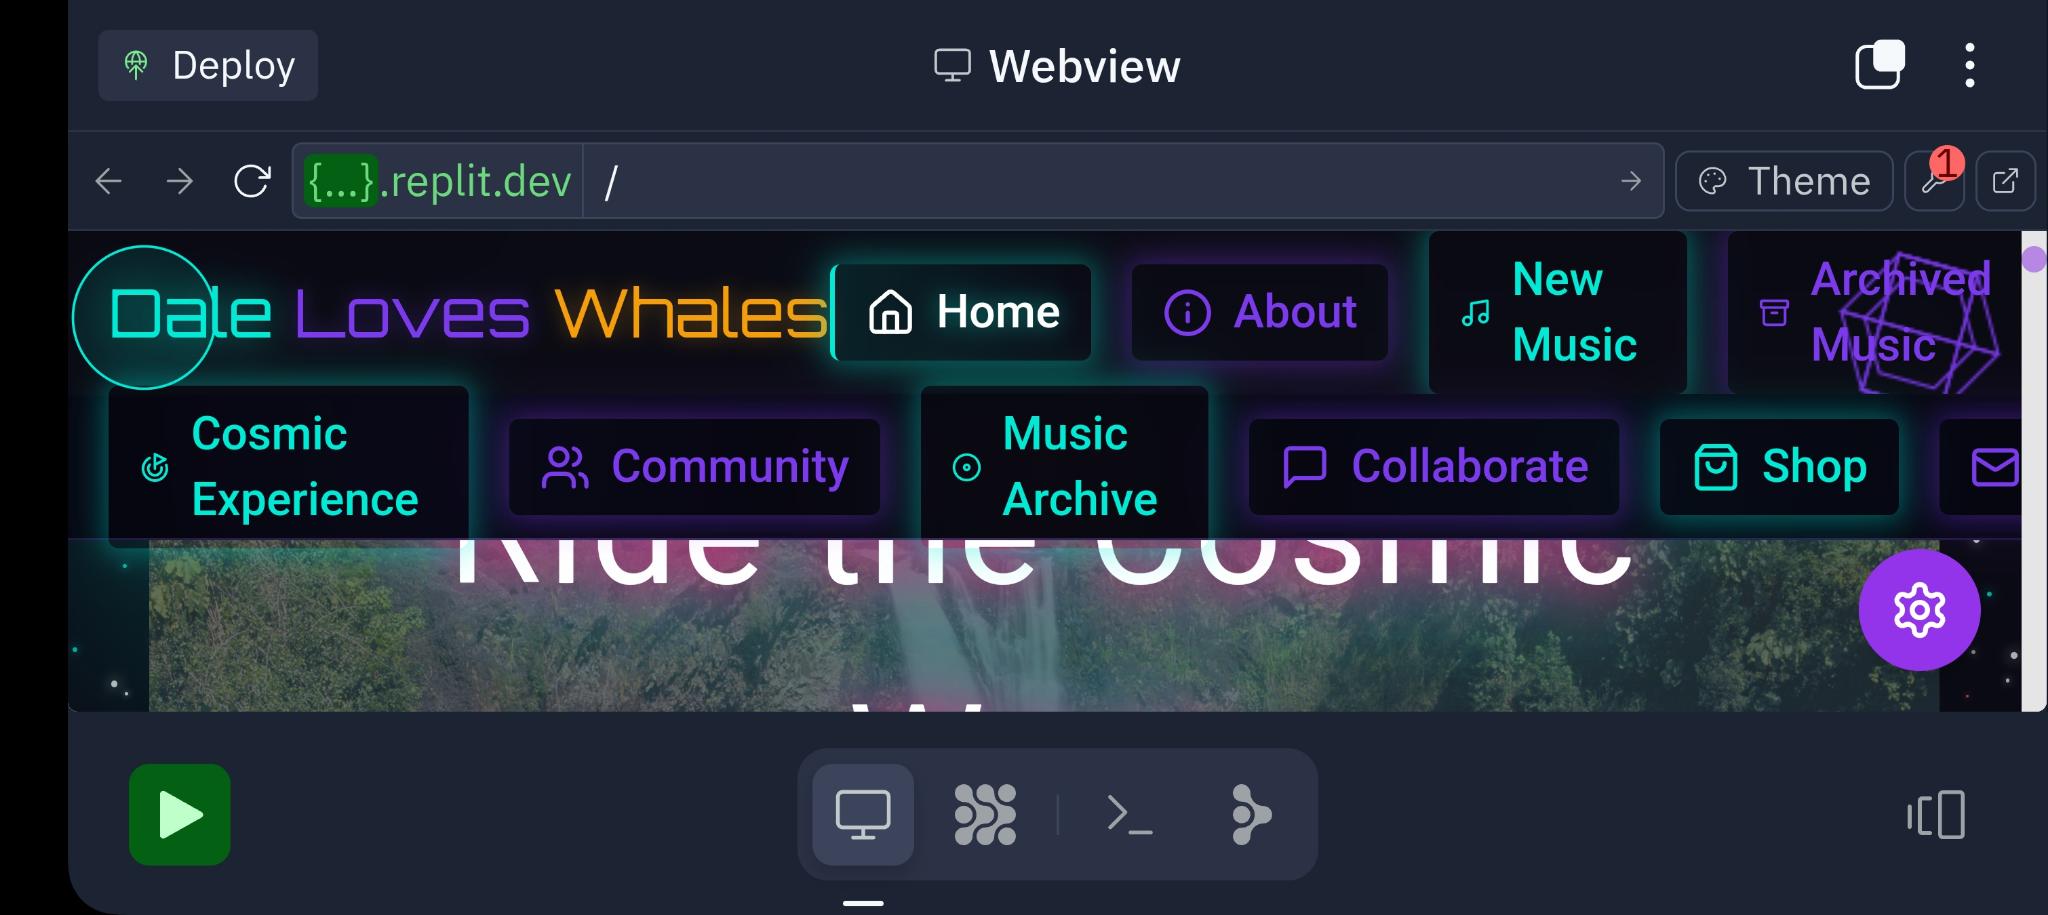 Deploy
Webview
{...}.replit.dev
/
Theme
1
Dale Loves Whales
Home
About
New
Music
Archived
Music
Cosmic
Experience
Community
Music
Archive
Collaborate
Shop
Ride the Cosmic